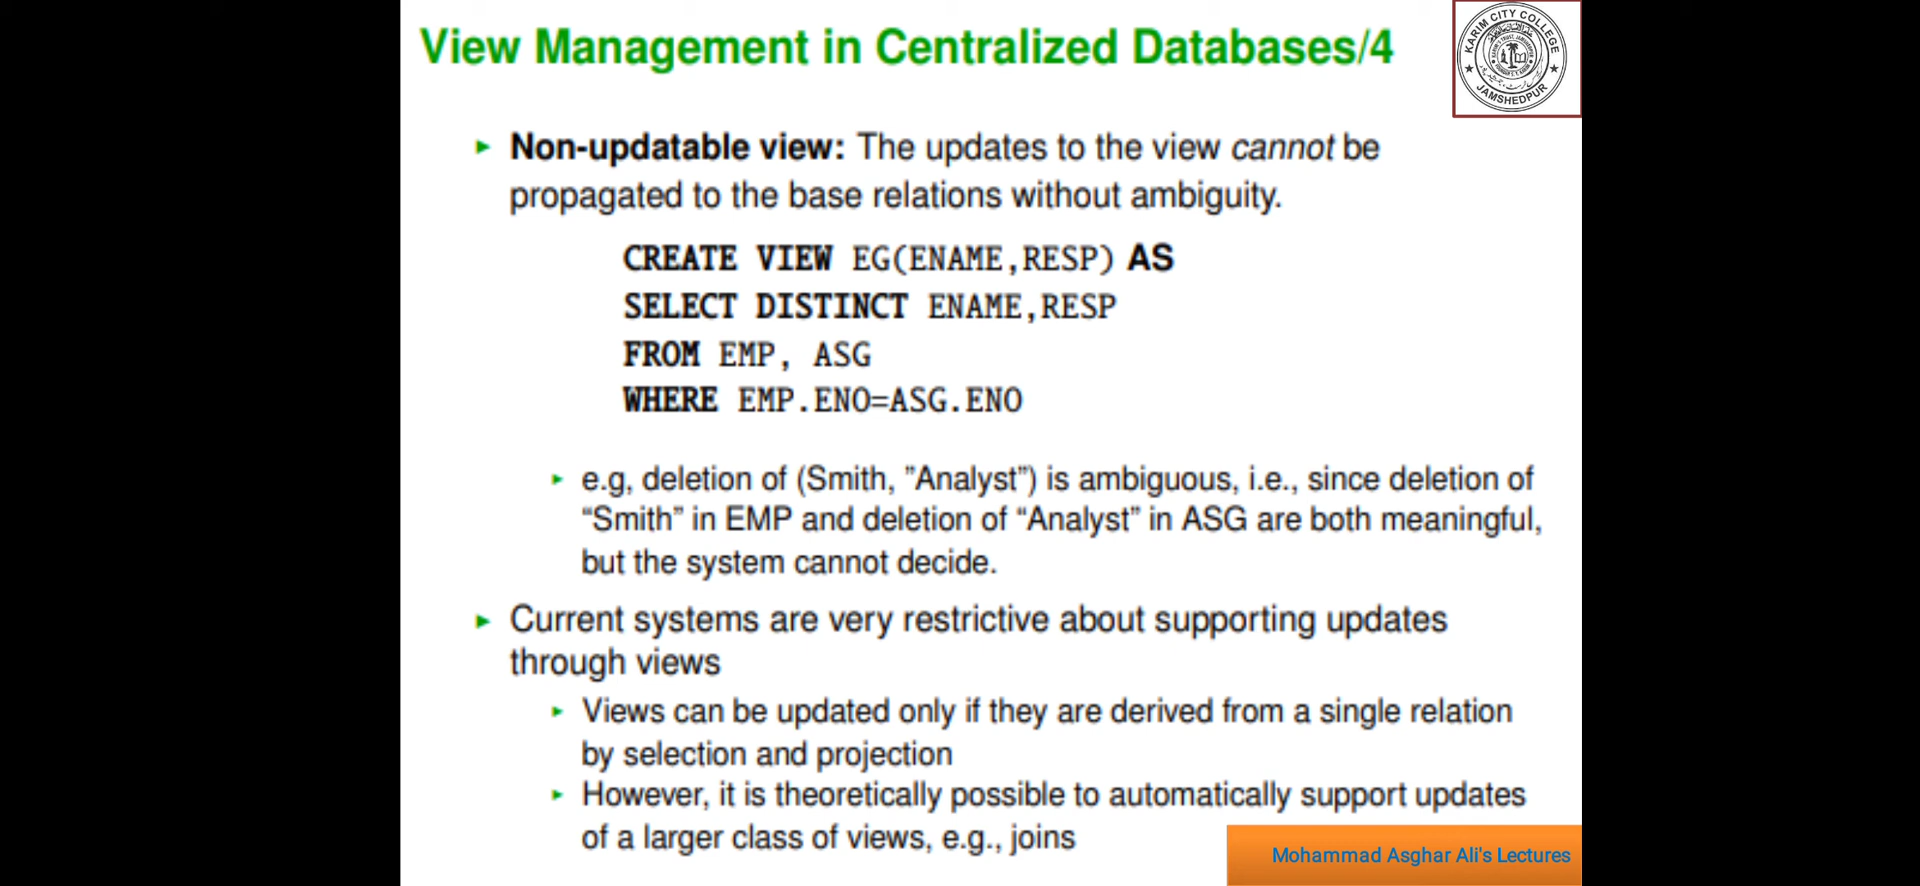 View Management in Centralized Databases/4
KARIM CITY COLLEGE
JAMSHEDPUR
► Non-updatable view: The updates to the view cannot be
propagated to the base relations without ambiguity.
CREATE VIEW EG(ENAME,RESP) AS
SELECT DISTINCT ENAME,RESP
FROM EMP, ASG
WHERE EMP.ENO=ASG.ENO
► e.g, deletion of (Smith, ”Analyst”) is ambiguous, i.e., since deletion of
“Smith” in EMP and deletion of “Analyst” in ASG are both meaningful,
but the system cannot decide.
► Current systems are very restrictive about supporting updates
through views
► Views can be updated only if they are derived from a single relation
by selection and projection
► However, it is theoretically possible to automatically support updates
of a larger class of views, e.g., joins
Mohammad Asghar Ali's Lectures